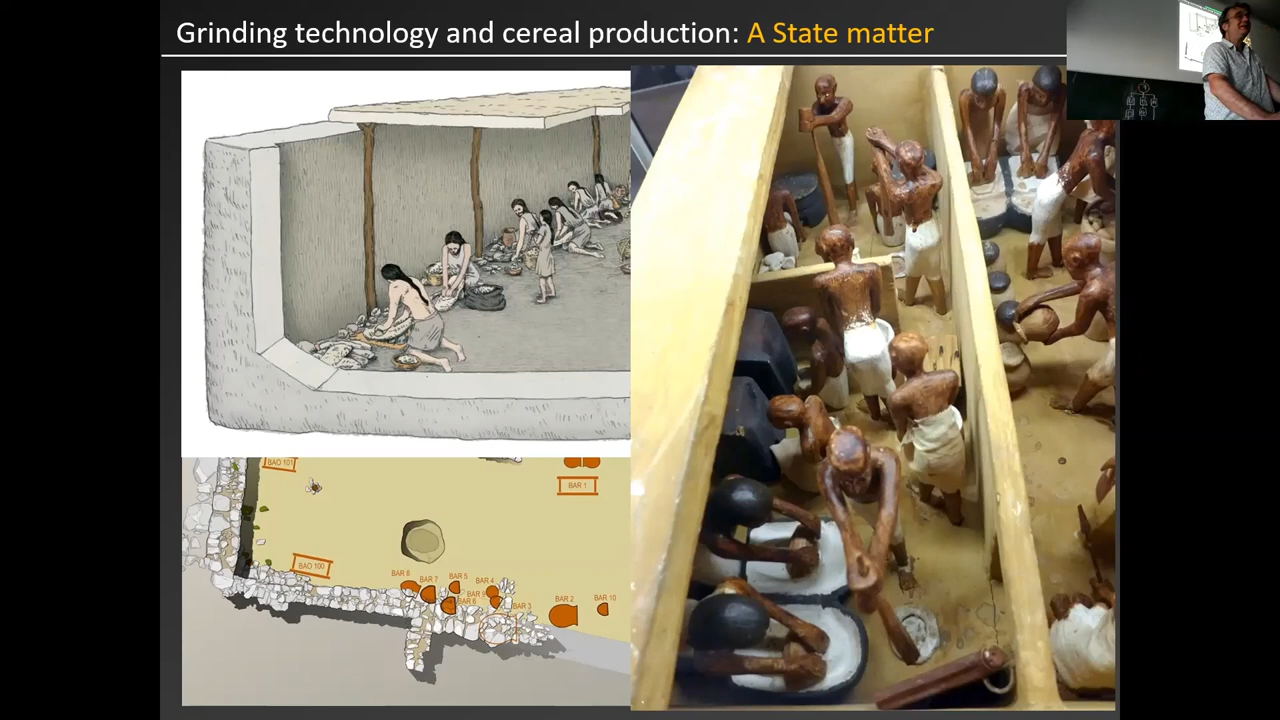 Grinding technology and cereal production: A State matter
BAO 101
BAR 1
BAO 100
BAR 8
BAR 7
BAR 5
BAR 4
BAR 9
BAR 6
BAR 3
BAR 2
BAR 10